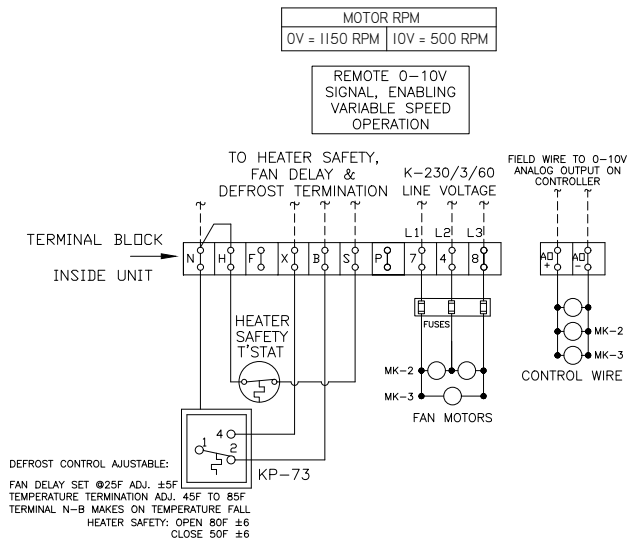 MOTOR RPM
0V = 1150 RPM 10V = 500 RPM
REMOTE 0-10V
SIGNAL, ENABLING
VARIABLE SPEED
OPERATION
TO HEATER SAFETY,
FAN DELAY &
DEFROST TERMINATION
K-230/3/60
LINE VOLTAGE
FIELD WIRE TO 0-10V
ANALOG OUTPUT ON
CONTROLLER
L1 L2 L3
TERMINAL BLOCK
INSIDE UNIT
N H F X B S P 7 4 8
AO + AO -
FUSES
HEATER
SAFETY
T'STAT
MK-2
MK-3
FAN MOTORS
MK-2
MK-3
CONTROL WIRE
4
1 2
KP-73
DEFROST CONTROL AJUSTABLE:
FAN DELAY SET @25F ADJ. ±5F
TEMPERATURE TERMINATION ADJ. 45F TO 85F
TERMINAL N-B MAKES ON TEMPERATURE FALL
HEATER SAFETY: OPEN 80F ±6
CLOSE 50F ±6